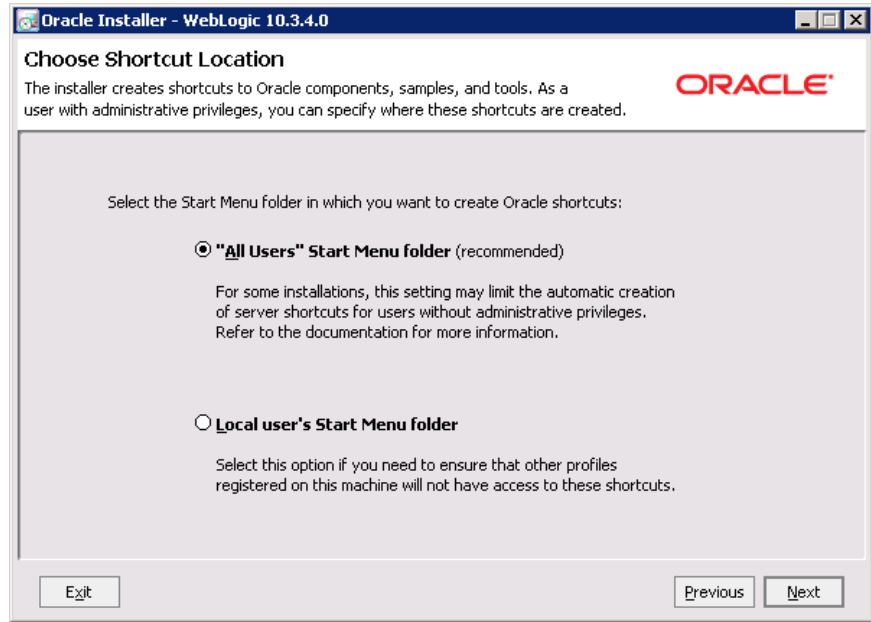 Oracle Installer - WebLogic 10.3.4.0
Choose Shortcut Location
The installer creates shortcuts to Oracle components, samples, and tools. As a
user with administrative privileges, you can specify where these shortcuts are created.
ORACLE
Select the Start Menu folder in which you want to create Oracle shortcuts:
"All Users" Start Menu folder (recommended)
For some installations, this setting may limit the automatic creation
of server shortcuts for users without administrative privileges.
Refer to the documentation for more information.
Local user's Start Menu folder
Select this option if you need to ensure that other profiles
registered on this machine will not have access to these shortcuts.
Exit
Previous
Next